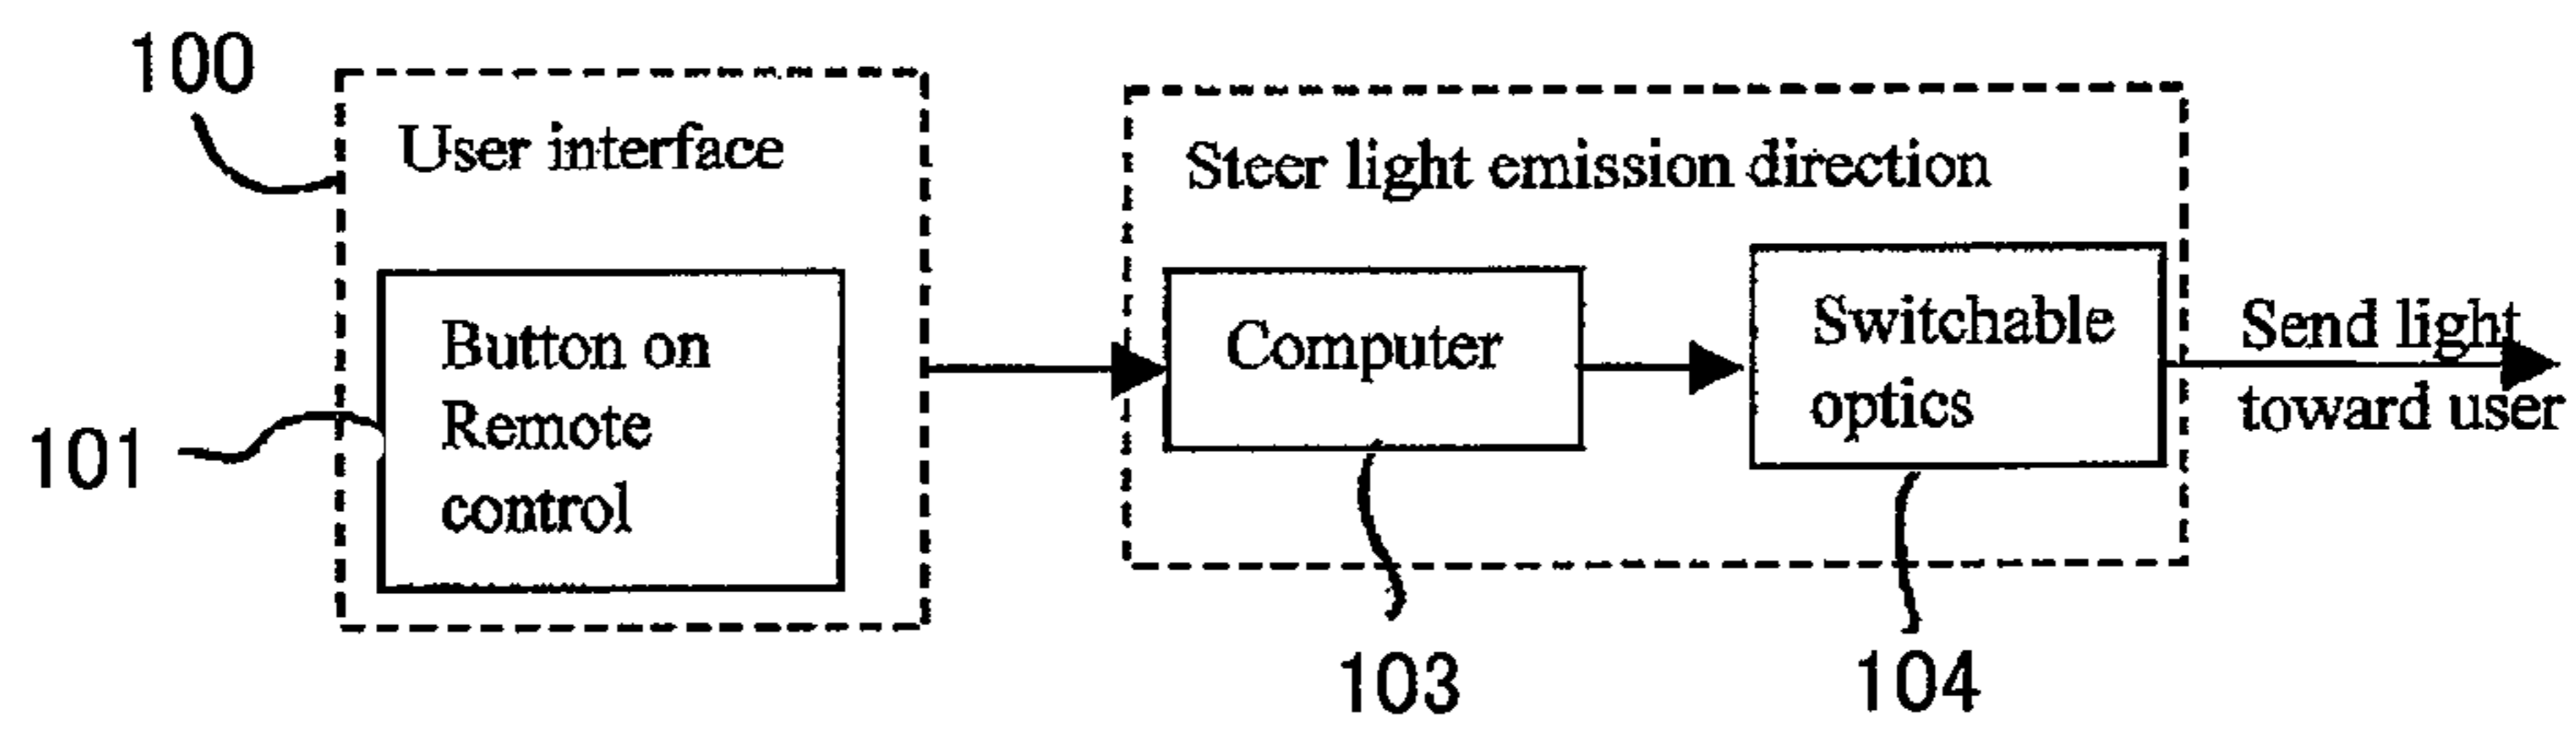 100
User interface
Button on
Remote
control
101
Steer light emission direction
Computer
Switchable
optics
Send light
toward user
103
104